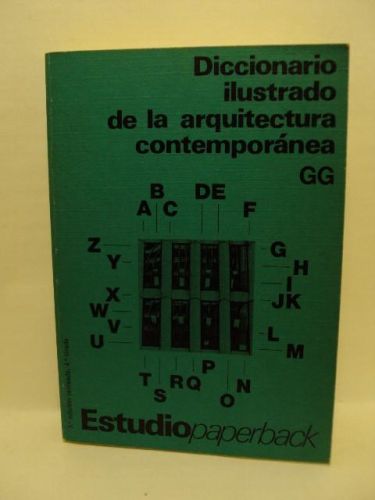 Diccionario
ilustrado
de la arquitectura
contemporánea
GG
B DE
A C F
Z G
Y H
I
X JK
W
V L
U M
P
T RQ N
S O
Estudiopaperback